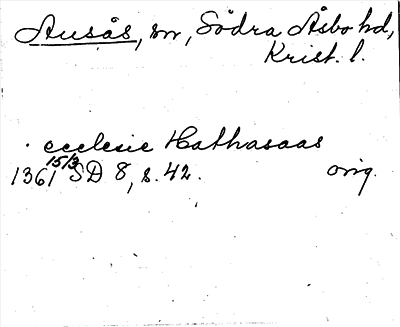 Ausås, sn, Södra Åsbo hd,
Krist. l.
ecclesie Hathasaas
1361 15/3 SD 8, s. 42. orig.